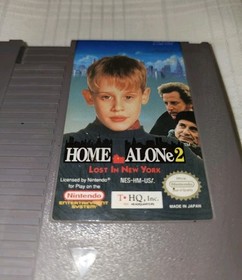 HOME ALONE 2
LOST IN NEW YORK
Licensed by Nintendo®
for Play on the
Nintendo
ENTERTAINMENT
SYSTEM®
NES-HM-USA
T•HQ, Inc.
MADE IN JAPAN